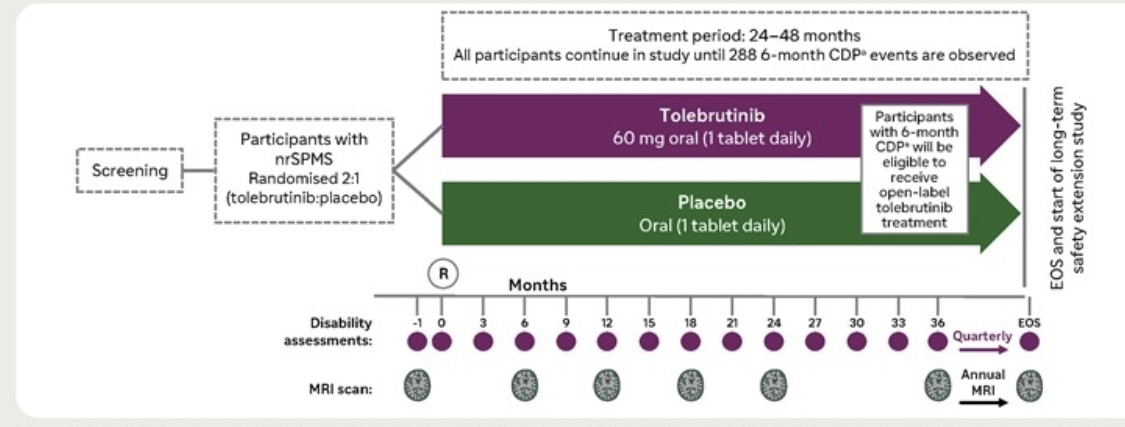 Treatment period: 24–48 months
All participants continue in study until 288 6-month CDPᵃ events are observed
Screening
Participants with
nrSPMS
Randomised 2:1
(tolebrutinib:placebo)
Tolebrutinib
60 mg oral (1 tablet daily)
Placebo
Oral (1 tablet daily)
Participants
with 6-month
CDPᵃ will be
eligible to
receive
open-label
tolebrutinib
treatment
EOS and start of long-term
safety extension study
R
Months
Disability
assessments:
-1 0 3 6 9 12 15 18 21 24 27 30 33 36 EOS
Quarterly
MRI scan:
Annual
MRI